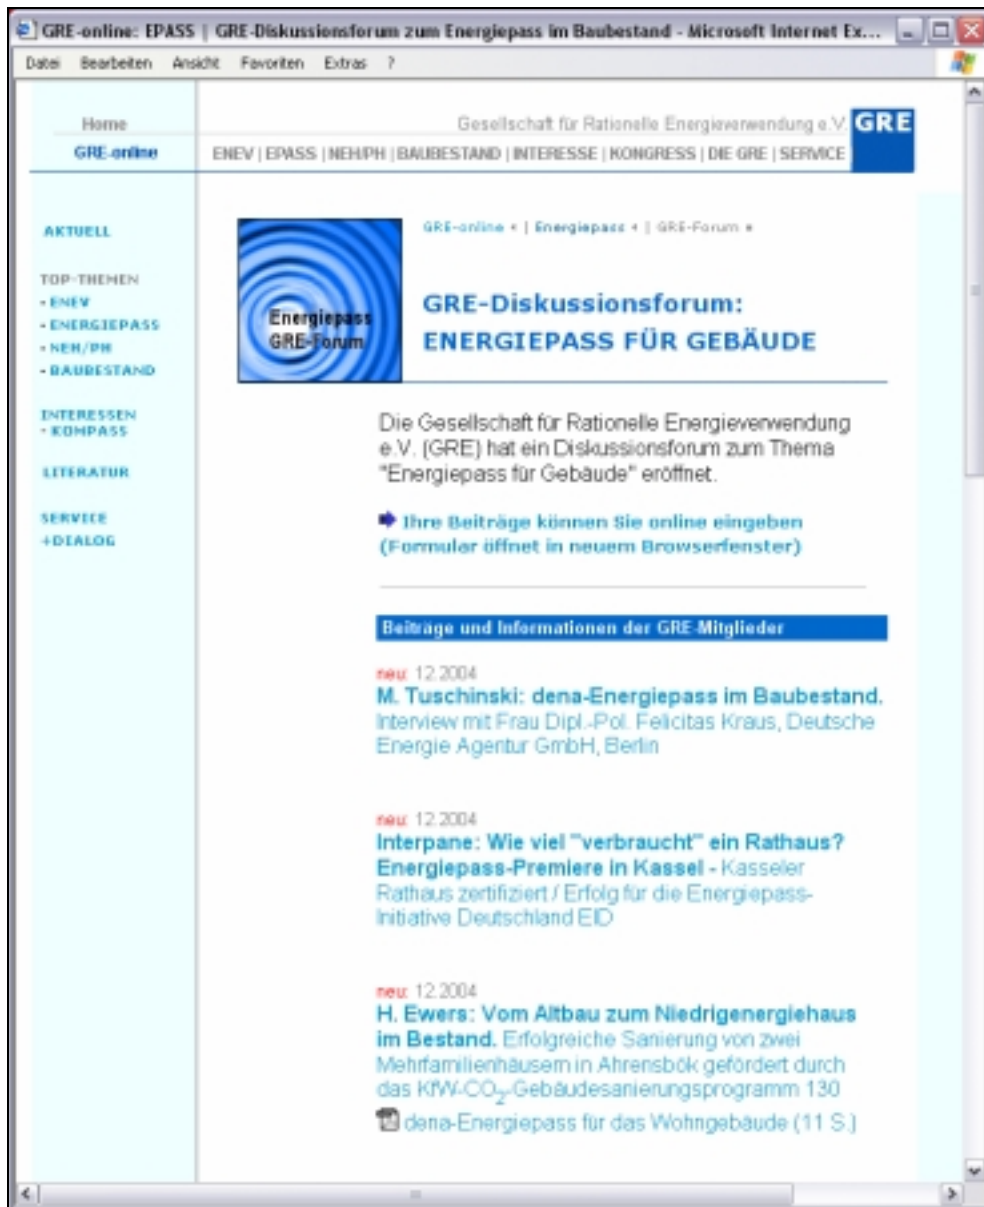 GRE-online: EPASS | GRE-Diskussionsforum zum Energiepass im Baubestand - Microsoft Internet Ex...
Datei Bearbeiten Ansicht Favoriten Extras ?
Home
Gesellschaft für Rationelle Energieverwendung e.V.
GRE
GRE-online
ENEV | EPASS | NEH/PH | BAUBESTAND | INTERESSE | KONGRESS | DIE GRE | SERVICE
AKTUELL
TOP-THEMEN
- ENEV
- ENERGIEPASS
- NEH/PH
- BAUBESTAND
INTERESSEN
- KOMPASS
LITERATUR
SERVICE
+DIALOG
Energiepass
GRE-Forum
GRE-online « | Energiepass « | GRE-Forum
GRE-Diskussionsforum:
ENERGIEPASS FÜR GEBÄUDE
Die Gesellschaft für Rationelle Energieverwendung
e.V. (GRE) hat ein Diskussionsforum zum Thema
"Energiepass für Gebäude" eröffnet.
Ihre Beiträge können Sie online eingeben
(Formular öffnet in neuem Browserfenster)
Beiträge und Informationen der GRE-Mitglieder
neu: 12.2004
M. Tuschinski: dena-Energiepass im Baubestand.
Interview mit Frau Dipl.-Pol. Felicitas Kraus, Deutsche
Energie Agentur GmbH, Berlin
neu: 12.2004
Interpane: Wie viel "verbraucht" ein Rathaus?
Energiepass-Premiere in Kassel - Kasseler
Rathaus zertifiziert / Erfolg für die Energiepass-
Initiative Deutschland EID
neu: 12.2004
H. Ewers: Vom Altbau zum Niedrigenergiehaus
im Bestand. Erfolgreiche Sanierung von zwei
Mehrfamilienhäusern in Ahrensbök gefördert durch
das KfW-CO2-Gebäudesanierungsprogramm 130
dena-Energiepass für das Wohngebäude (11 S.)